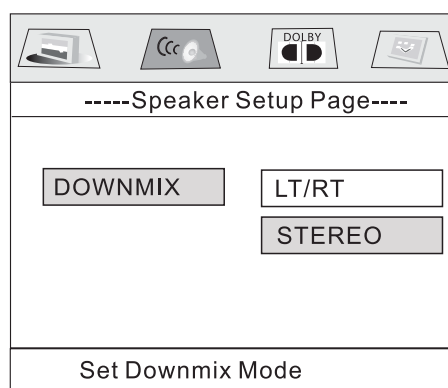 DOLBY
-----Speaker Setup Page----
DOWNMIX
LT/RT
STEREO
Set Downmix Mode